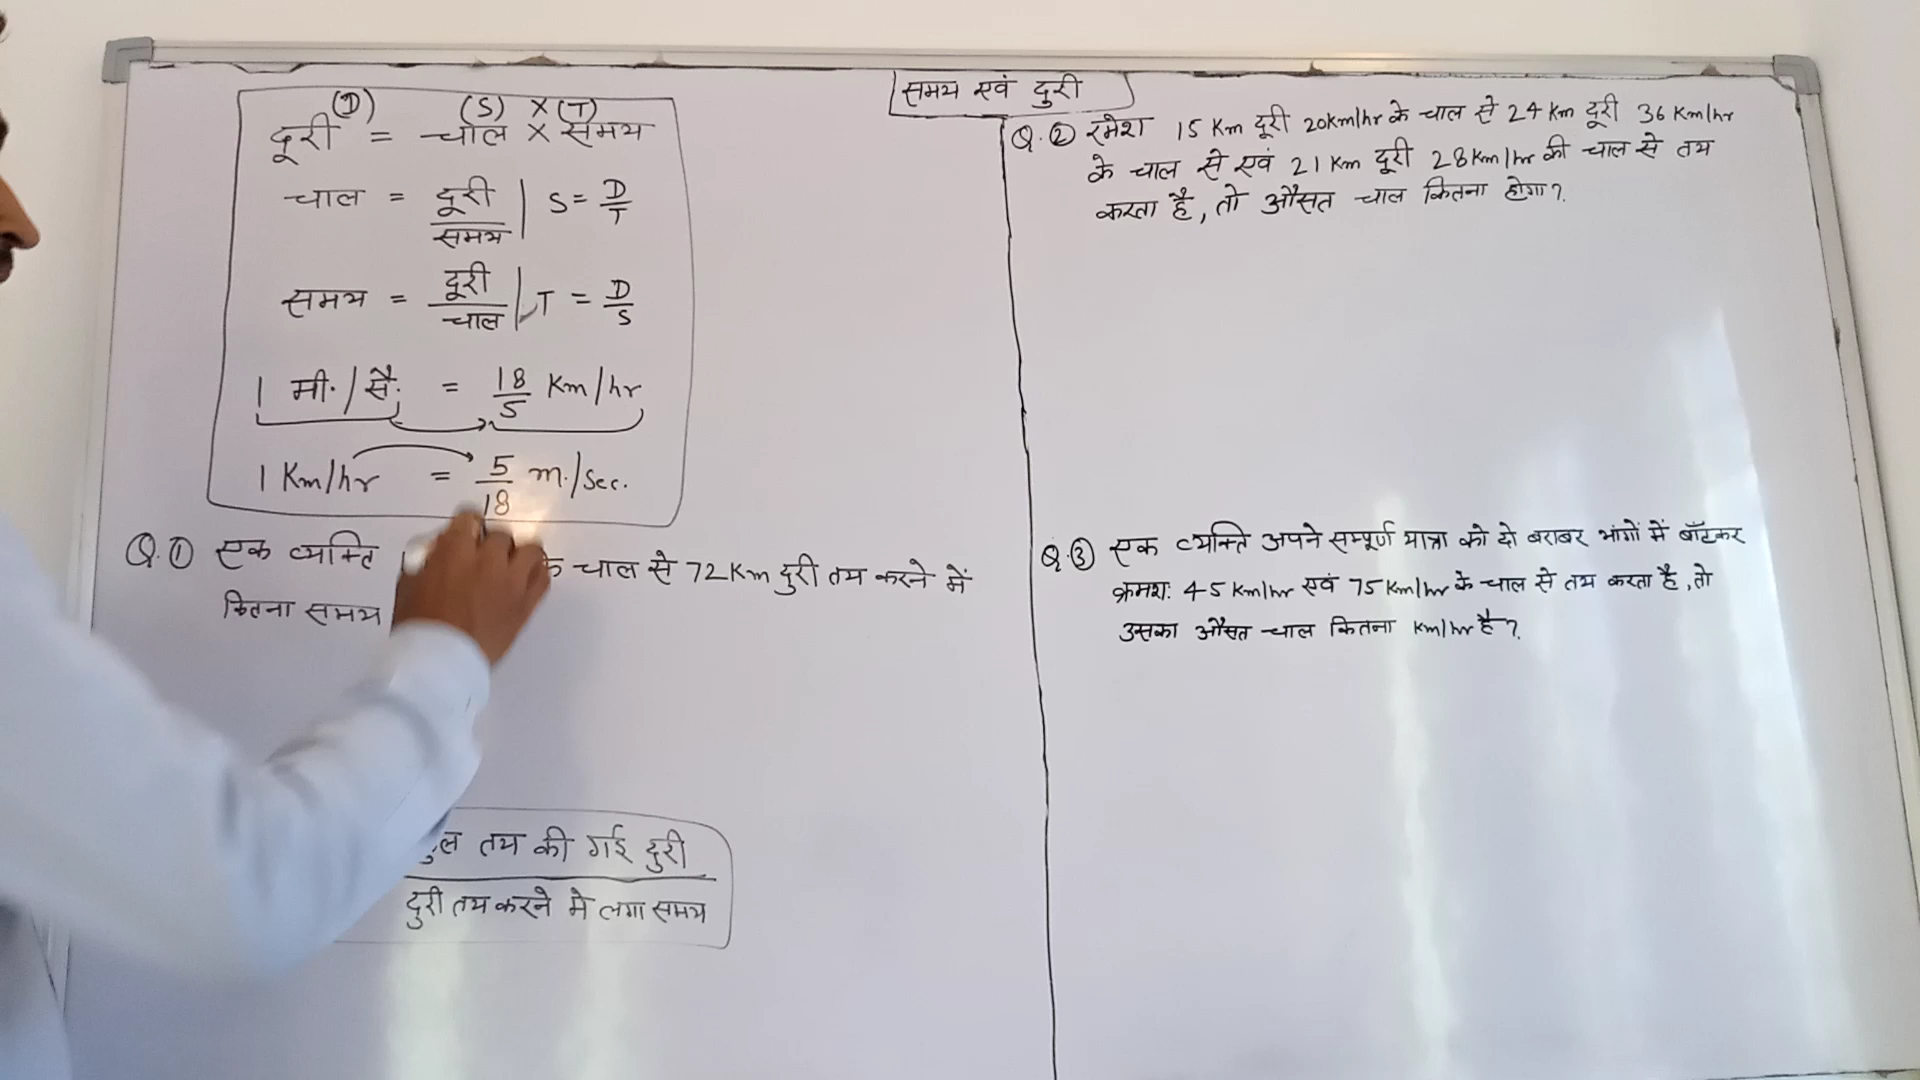 समय एवं दुरी
(D) (S) X (T)
दूरी = चाल X समय
चाल = दूरी / समय | S = D / T
समय = दूरी / चाल | T = D / S
1 मी. / सै. = 18 / 5 Km/hr
1 Km/hr = 5 / 18 m./Sec.
Q.① एक व्यक्ति के चाल से 72 Km दुरी तय करने में
कितना समय
कुल तय की गई दुरी
दुरी तय करने मे लगा समय
Q.② रमेश 15 Km दूरी 20km/hr के चाल से 24 Km दूरी 36 Km/hr
के चाल से एवं 21 Km दूरी 28 Km/hr की चाल से तय
करता है, तो औसत चाल कितना होगा?
Q.③ एक व्यक्ति अपने सम्पूर्ण यात्रा को दो बराबर भांगों में बाँटकर
क्रमश: 45 Km/hr एवं 75 Km/hr के चाल से तय करता है, तो
उसका औसत चाल कितना Km/hr है?